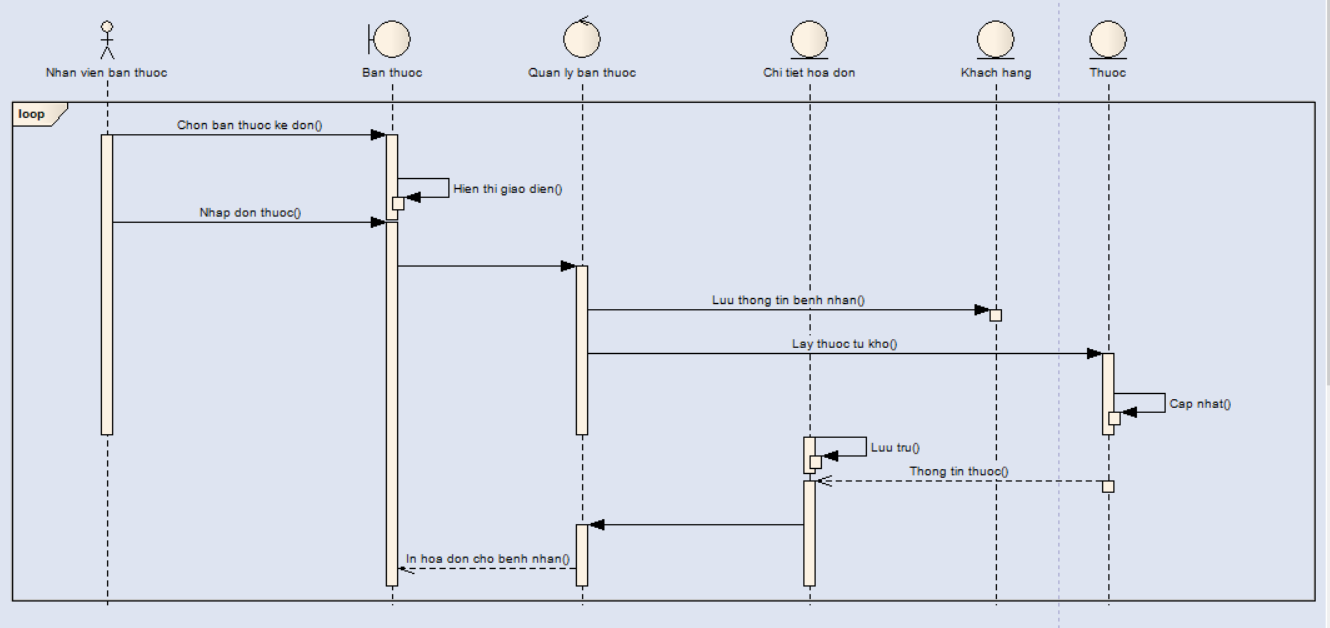 Nhan vien ban thuoc
Ban thuoc
Quan ly ban thuoc
Chi tiet hoa don
Khach hang
Thuoc
loop
Chon ban thuoc ke don()
Hien thi giao dien()
Nhap don thuoc()
Luu thong tin benh nhan()
Lay thuoc tu kho()
Cap nhat()
Luu tru()
Thong tin thuoc()
In hoa don cho benh nhan()